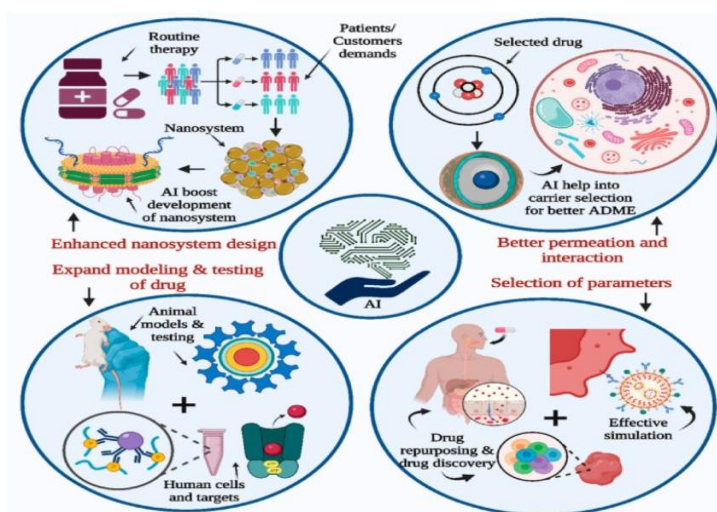 Routine
therapy
Patients/
Customers
demands
Nanosystem
AI boost
development
of nanosystem
Selected drug
AI help into
carrier selection
for better ADME
Enhanced nanosystem design
Expand modeling & testing
of drug
AI
Better permeation and
interaction
Selection of parameters
Animal
models &
testing
Human cells
and targets
Drug
repurposing &
drug discovery
Effective
simulation